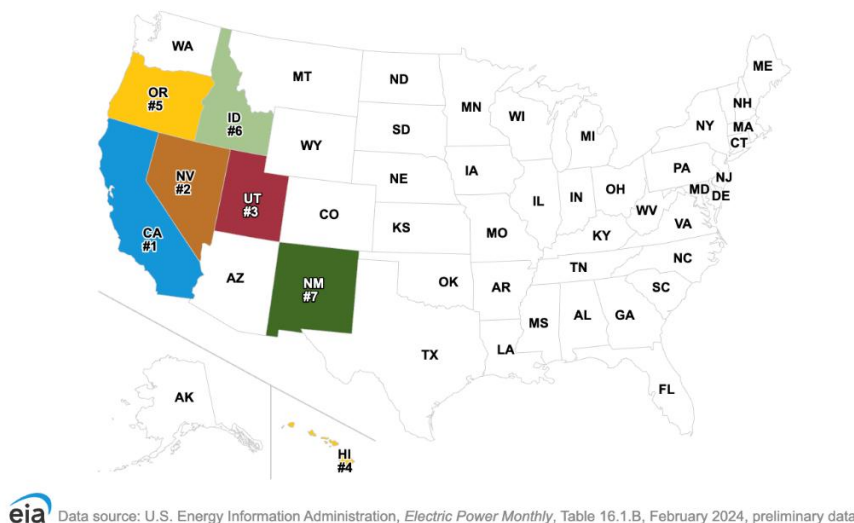 WA
MT
ND
MN
ME
OR
#5
ID
#6
WY
SD
WI
MI
NY
NH
MA
CT
NV
#2
UT
#3
NE
IA
PA
NJ
MD
DE
CA
#1
CO
KS
IL
IN
OH
WV
VA
MO
KY
AZ
NM
#7
OK
AR
TN
NC
SC
TX
LA
MS
AL
GA
FL
AK
HI
#4
eia Data source: U.S. Energy Information Administration, Electric Power Monthly, Table 16.1.B, February 2024, preliminary data